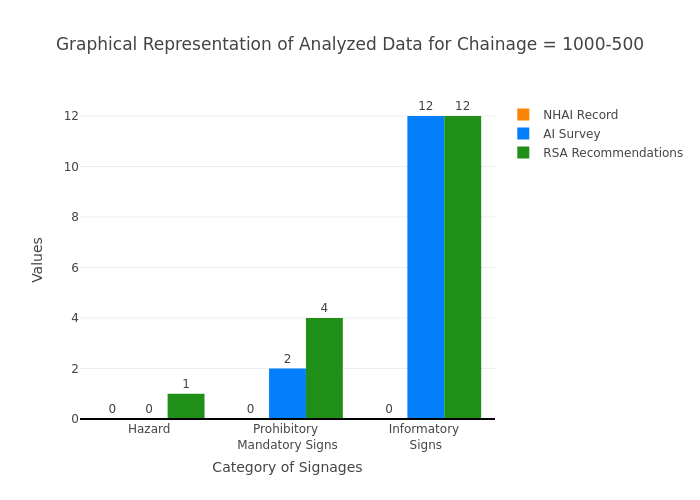 Graphical Representation of Analyzed Data for Chainage = 1000-500
NHAI Record
AI Survey
RSA Recommendations
Values
12
10
8
6
4
2
0
0
0
1
0
2
4
0
12
12
Hazard
Prohibitory
Mandatory Signs
Informatory
Signs
Category of Signages